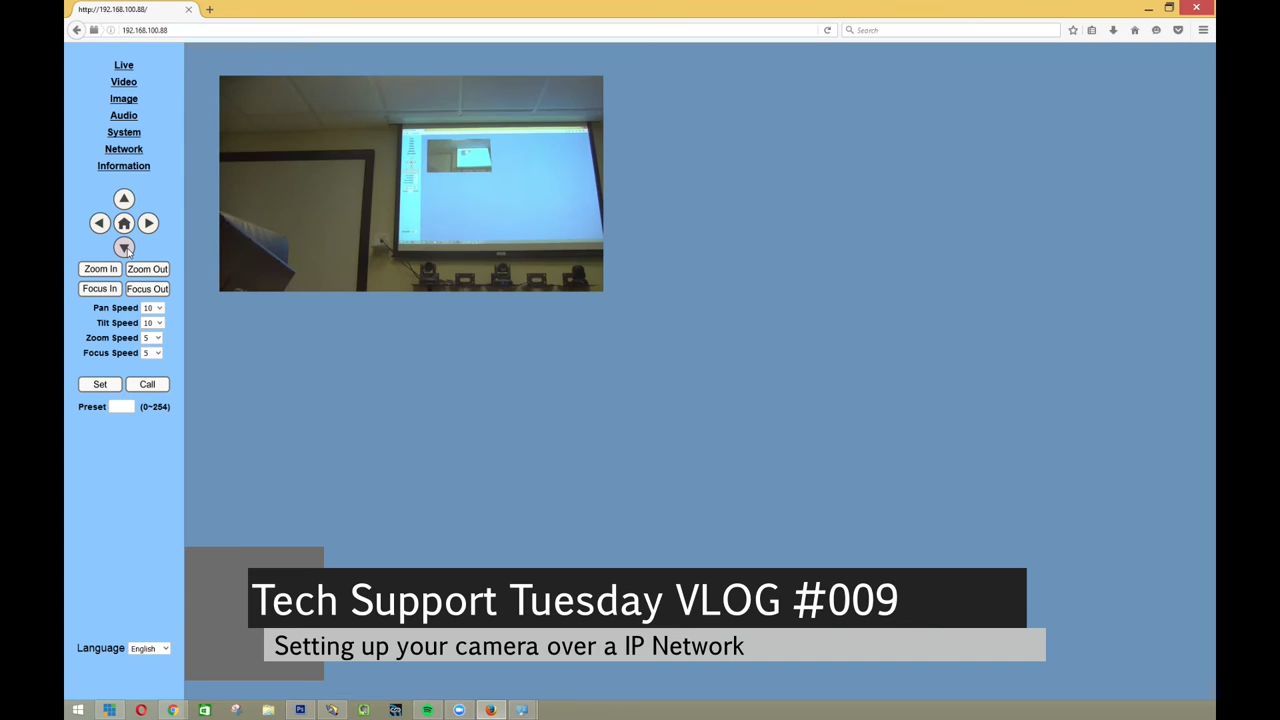 http://192.168.100.88/
192.168.100.88
Search
Live
Video
Image
Audio
System
Network
Information
Zoom In Zoom Out
Focus In Focus Out
Pan Speed 10
Tilt Speed 10
Zoom Speed 5
Focus Speed 5
Set Call
Preset (0~254)
Tech Support Tuesday VLOG #009
Setting up your camera over a IP Network
Language English